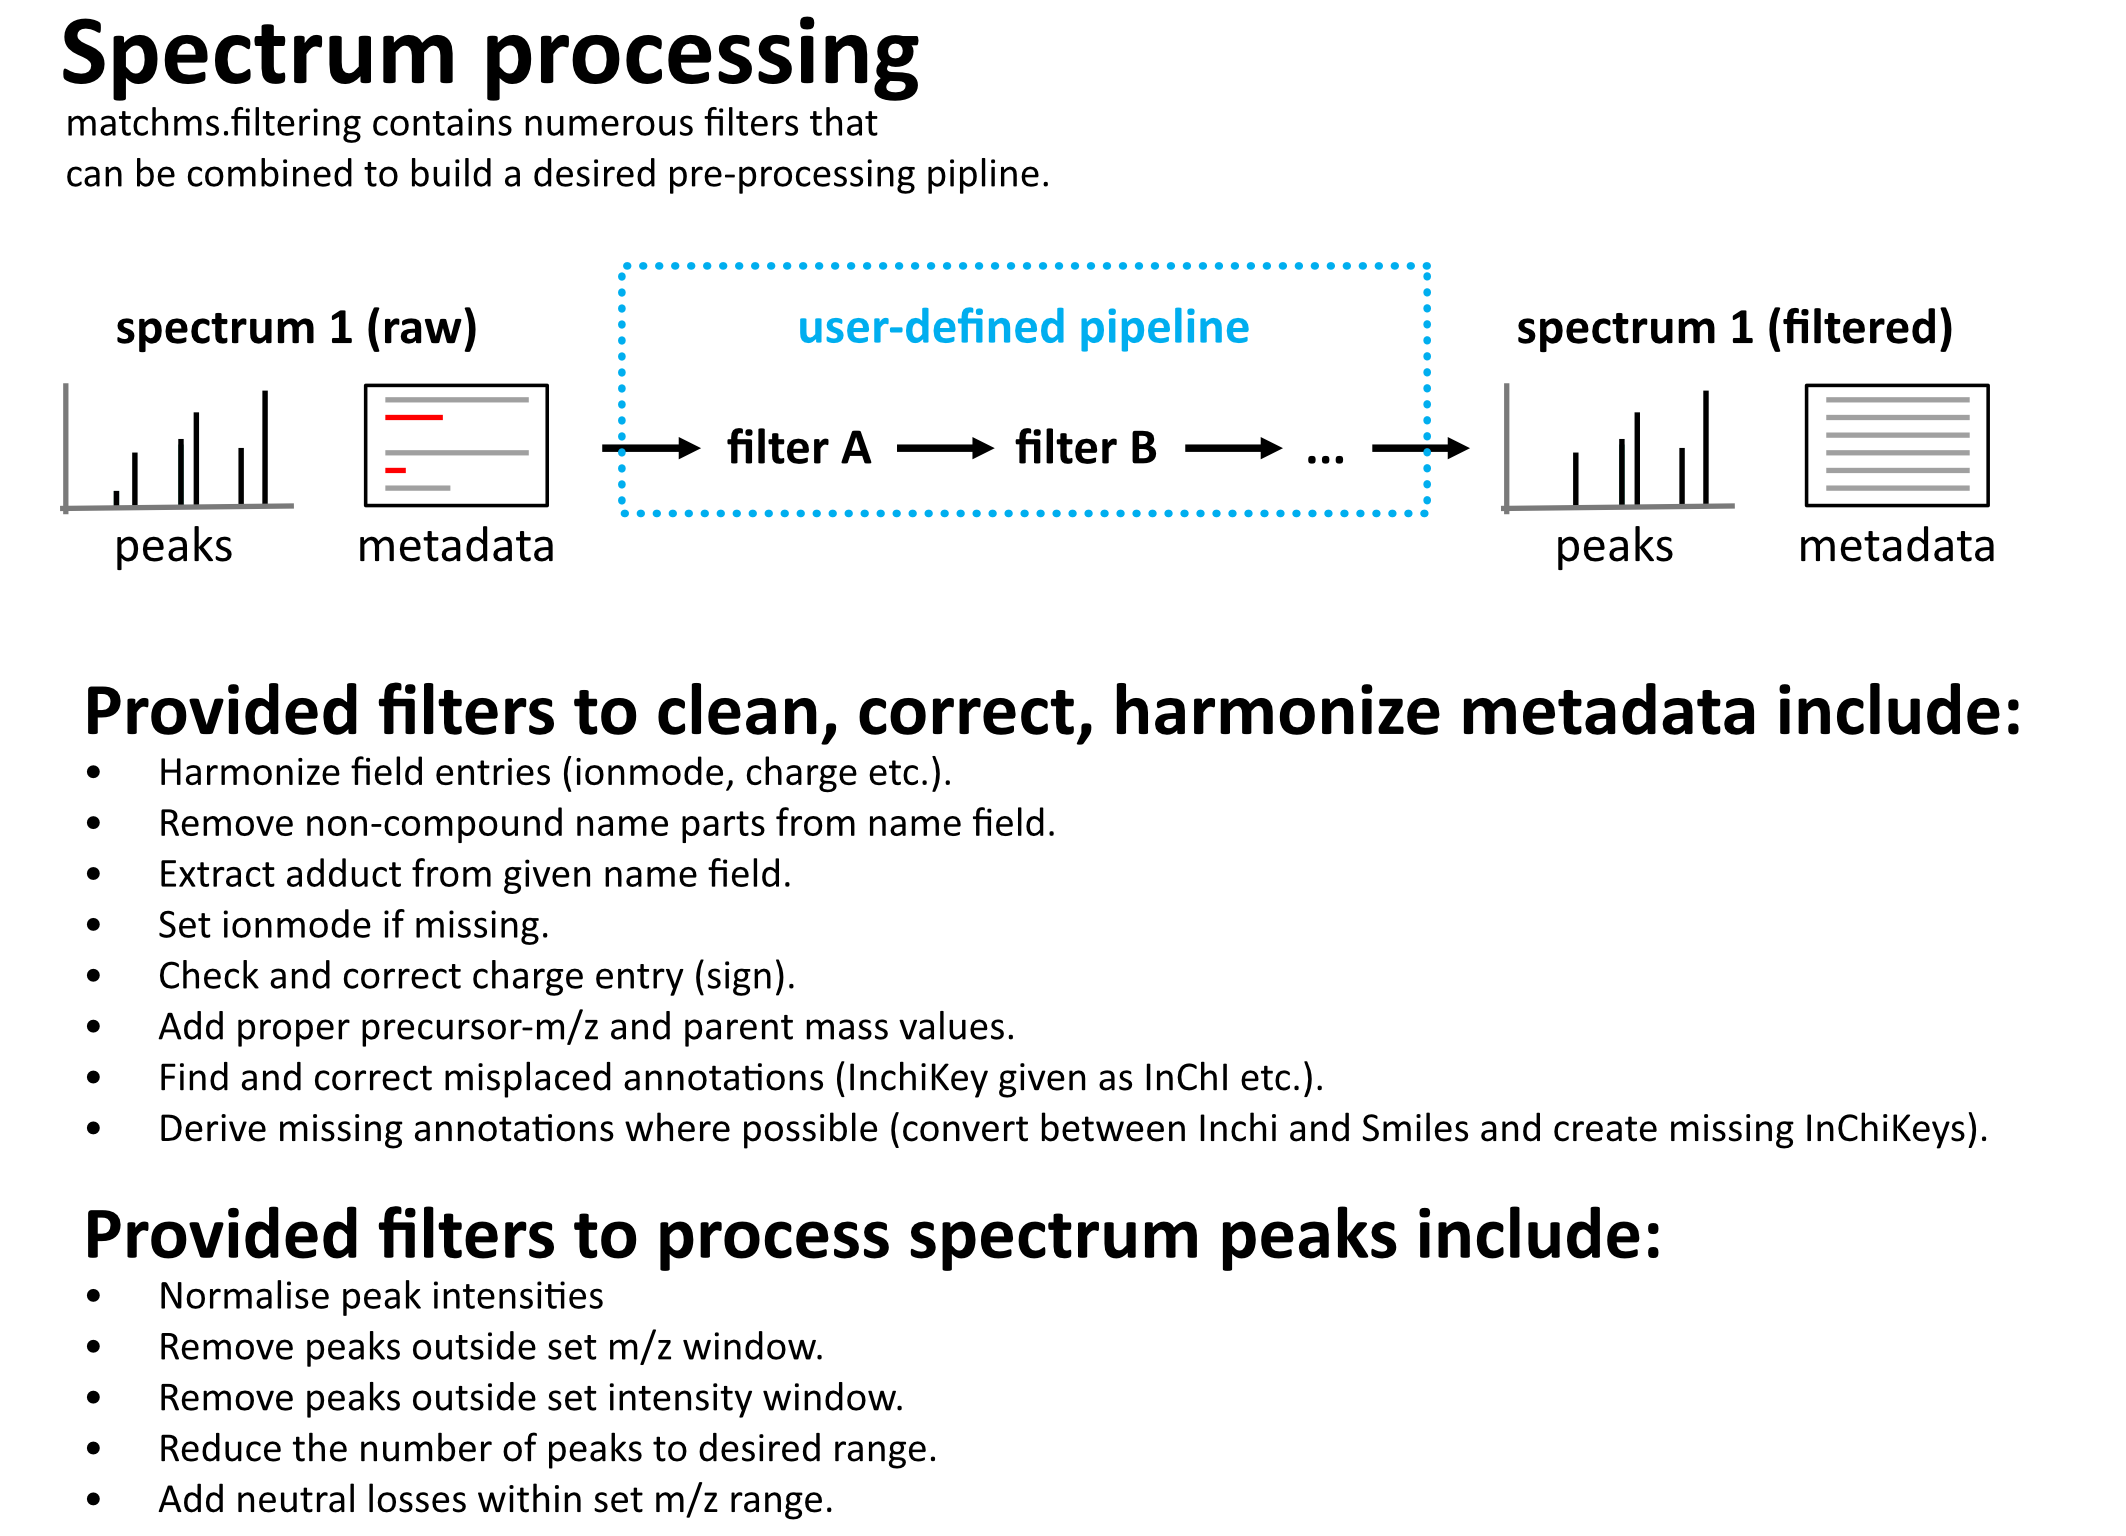 Spectrum processing
matchms.filtering contains numerous filters that
can be combined to build a desired pre-processing pipline.
user-defined pipeline
spectrum 1 (raw)
spectrum 1 (filtered)
filter A
filter B
...
peaks
metadata
peaks
metadata
Provided filters to clean, correct, harmonize metadata include:
• Harmonize field entries (ionmode, charge etc.).
• Remove non-compound name parts from name field.
• Extract adduct from given name field.
• Set ionmode if missing.
• Check and correct charge entry (sign).
• Add proper precursor-m/z and parent mass values.
• Find and correct misplaced annotations (InchiKey given as InChI etc.).
• Derive missing annotations where possible (convert between Inchi and Smiles and create missing InChiKeys).
Provided filters to process spectrum peaks include:
• Normalise peak intensities
• Remove peaks outside set m/z window.
• Remove peaks outside set intensity window.
• Reduce the number of peaks to desired range.
• Add neutral losses within set m/z range.